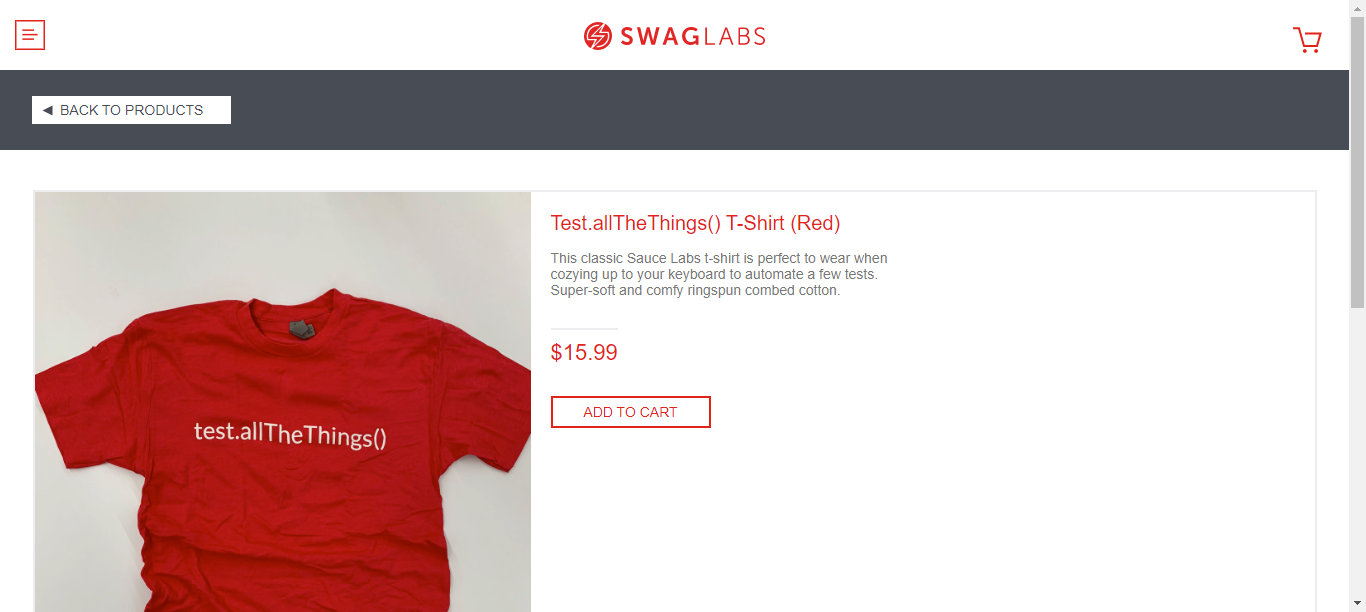 SWAGLABS
◄ BACK TO PRODUCTS
Test.allTheThings() T-Shirt (Red)
This classic Sauce Labs t-shirt is perfect to wear when
cozying up to your keyboard to automate a few tests.
Super-soft and comfy ringspun combed cotton.
$15.99
ADD TO CART
test.allTheThings()